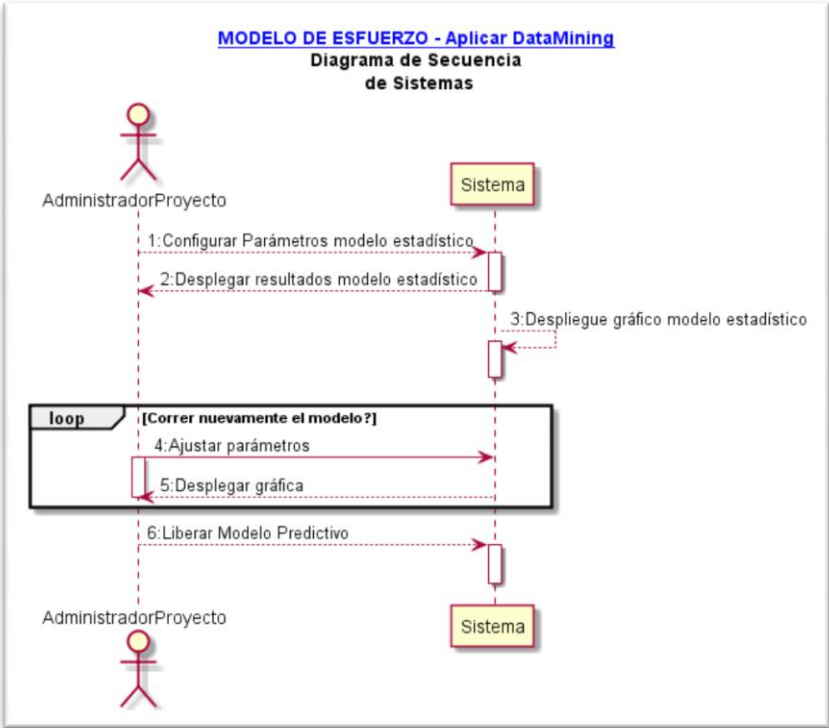 MODELO DE ESFUERZO - Aplicar DataMining
Diagrama de Secuencia
de Sistemas
AdministradorProyecto
Sistema
1:Configurar Parámetros modelo estadístico
2:Desplegar resultados modelo estadístico
3:Despliegue gráfico modelo estadístico
loop [Correr nuevamente el modelo?]
4:Ajustar parámetros
5:Desplegar gráfica
6:Liberar Modelo Predictivo
AdministradorProyecto
Sistema